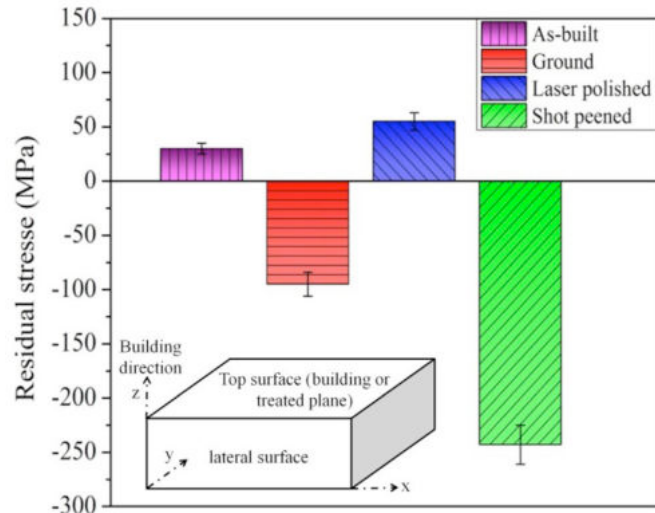 150
100
50
0
-50
-100
-150
-200
-250
-300
Residual stresse (MPa)
As-built
Ground
Laser polished
Shot peened
Building
direction
z
Top surface (building or
treated plane)
y
lateral surface
x